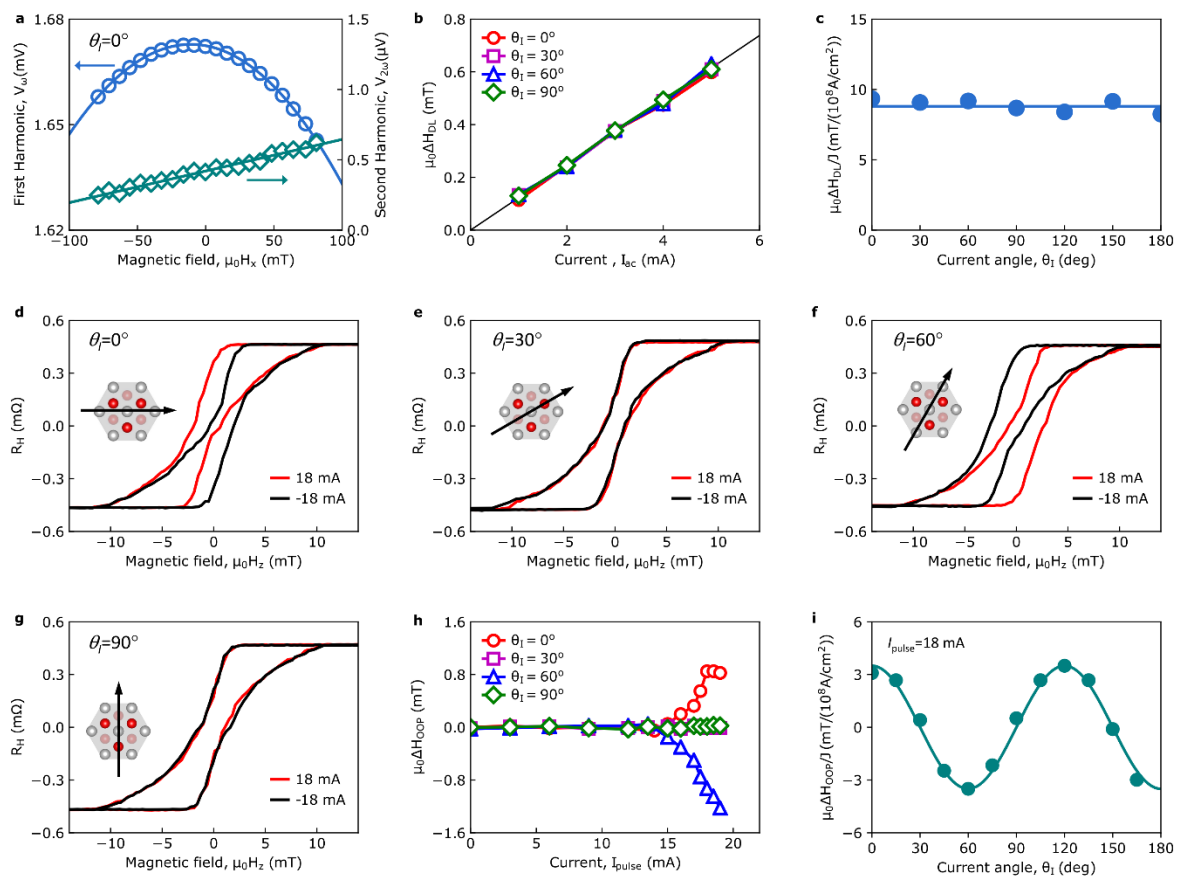 a
1.68
1.65
1.62
First Harmonic, Vω(mV)
θI=0°
1.5
1.0
0.5
0.0
Second Harmonic, V2ω(μV)
−100 −50 0 50 100
Magnetic field, μ0Hx (mT)
b
0.8
0.6
0.4
0.2
0.0
μ0ΔHDL (mT)
θI = 0°
θI = 30°
θI = 60°
θI = 90°
0 2 4 6
Current , Iac (mA)
c
15
10
5
0
μ0ΔHDL/J (mT/(10⁸A/cm²))
0 30 60 90 120 150 180
Current angle, θI (deg)
d
0.6
0.3
0.0
−0.3
−0.6
RH (mΩ)
θI=0°
18 mA
-18 mA
−10 −5 0 5 10
Magnetic field, μ0Hz (mT)
e
0.6
0.3
0.0
−0.3
−0.6
RH (mΩ)
θI=30°
18 mA
-18 mA
−10 −5 0 5 10
Magnetic field, μ0Hz (mT)
f
0.6
0.3
0.0
−0.3
−0.6
RH (mΩ)
θI=60°
18 mA
-18 mA
−10 −5 0 5 10
Magnetic field, μ0Hz (mT)
g
0.6
0.3
0.0
−0.3
−0.6
RH (mΩ)
θI=90°
18 mA
-18 mA
−10 −5 0 5 10
Magnetic field, μ0Hz (mT)
h
1.6
0.8
0.0
-0.8
-1.6
μ0ΔHOOP (mT)
θI = 0°
θI = 30°
θI = 60°
θI = 90°
0 5 10 15 20
Current, Ipulse (mA)
i
6
3
0
−3
−6
μ0ΔHOOP/J (mT/(10⁸A/cm²))
Ipulse=18 mA
0 30 60 90 120 150 180
Current angle, θI (deg)